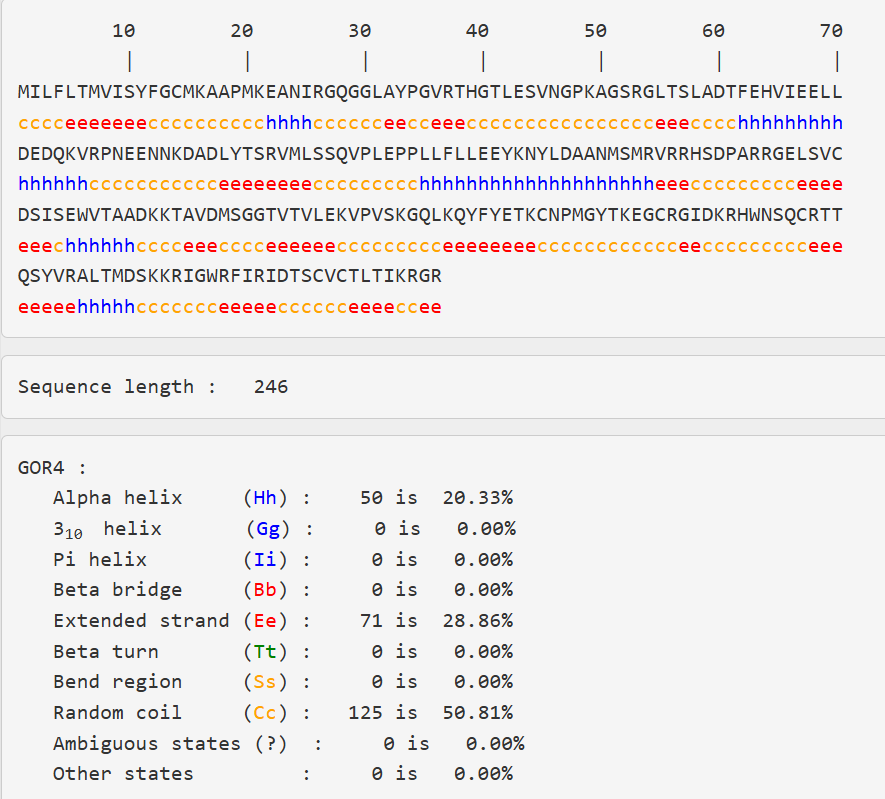 10 20 30 40 50 60 70
| | | | | | |
MILFLTMVISYFGCMKAAPMKEANIRGQGGLAYPGVRTHGTLESVNGPKAGSRGLTSLADTFEHVIEELL
cccceeeeeeecccccccccchhhhcccccceecceeecccccccccccccccceeecccchhhhhhhhh
DEDQKVRPNEENNKDADLYTSRVMLSSQVPLEPPLLFLLEEYKNYLDAANMSMRVRRHSDPARRGELSVC
hhhhhhccccccccccceeeeeeeeccccccccchhhhhhhhhhhhhhhhhhhheeeccccccccceeee
DSISEWVTAADKKTAVDMSGGTVTVLEKVPVSKGQLKQYFYETKCNPMGYTKEGCRGIDKRHWNSQCRTT
eeechhhhhhcccceeecccceeeeeeccccccccceeeeeeeecccccccccccceeccccccccceee
QSYVRALTMDSKKRIGWRFIRIDTSCVCTLTIKRGR
eeeeehhhhhccccccceeeeecccccceeeeccee
Sequence length : 246
GOR4 :
Alpha helix (Hh) : 50 is 20.33%
3₁₀ helix (Gg) : 0 is 0.00%
Pi helix (Ii) : 0 is 0.00%
Beta bridge (Bb) : 0 is 0.00%
Extended strand (Ee) : 71 is 28.86%
Beta turn (Tt) : 0 is 0.00%
Bend region (Ss) : 0 is 0.00%
Random coil (Cc) : 125 is 50.81%
Ambiguous states (?) : 0 is 0.00%
Other states : 0 is 0.00%